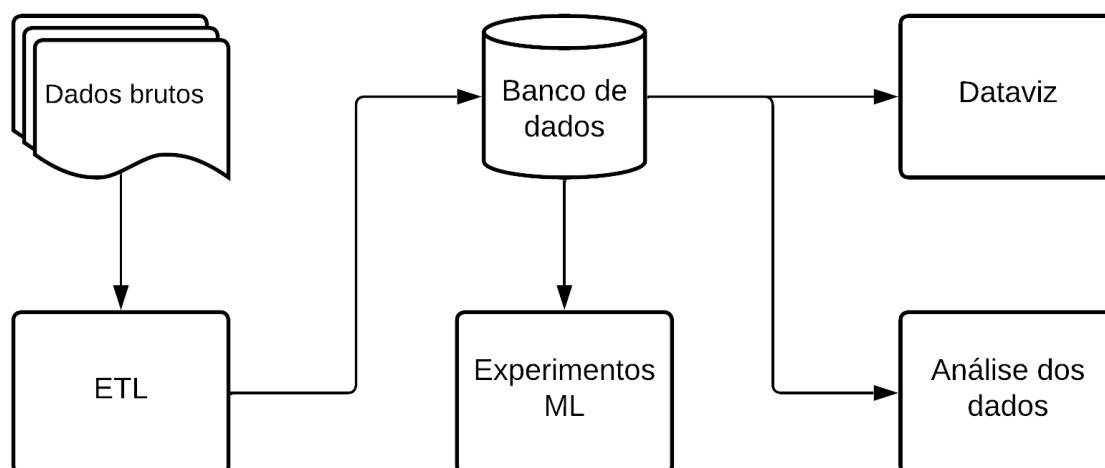 Dados brutos
Banco de
dados
Dataviz
ETL
Experimentos
ML
Análise dos
dados